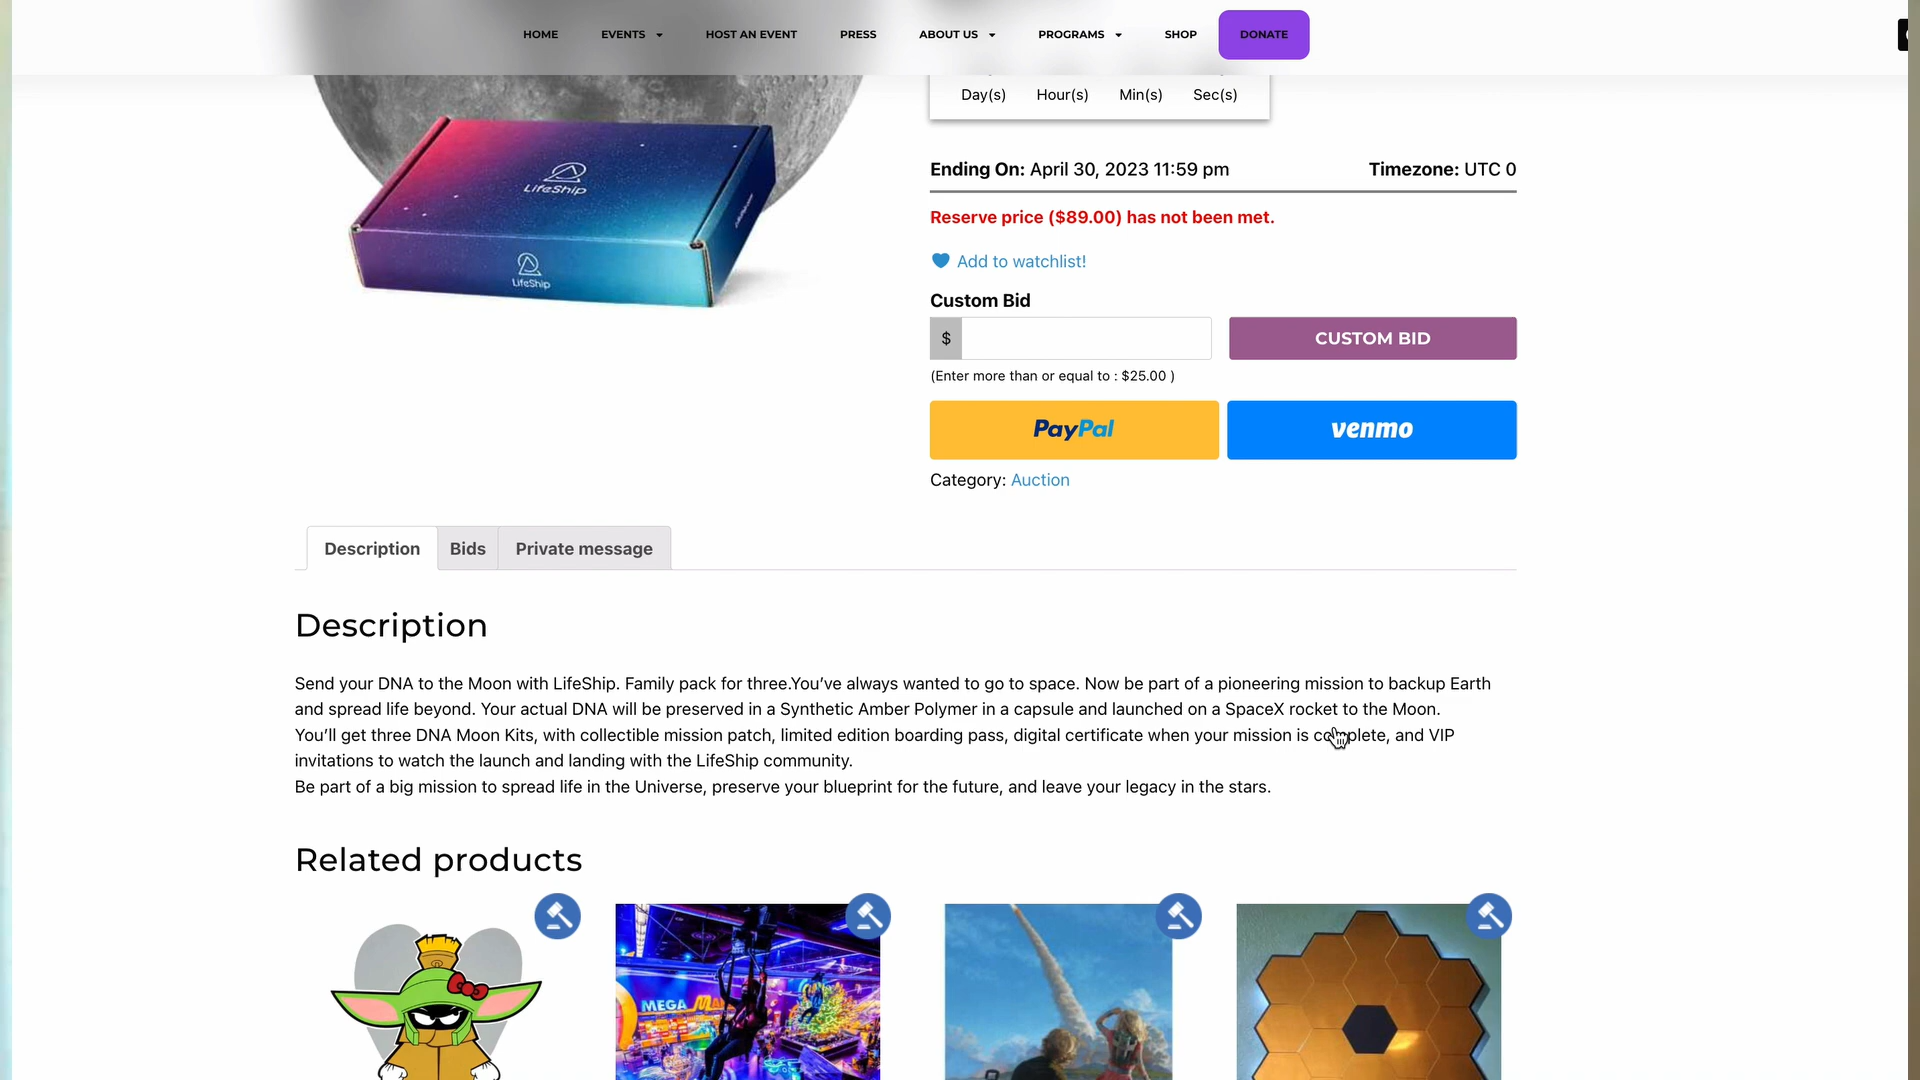 HOME
EVENTS
HOST AN EVENT
PRESS
ABOUT US
PROGRAMS
SHOP
DONATE
Day(s) Hour(s) Min(s) Sec(s)
LifeShip
LifeShip
Ending On: April 30, 2023 11:59 pm
Timezone: UTC 0
Reserve price ($89.00) has not been met.
Add to watchlist!
Custom Bid
$
CUSTOM BID
(Enter more than or equal to : $25.00 )
PayPal
venmo
Category: Auction
Description
Bids
Private message
Description
Send your DNA to the Moon with LifeShip. Family pack for three.You’ve always wanted to go to space. Now be part of a pioneering mission to backup Earth
and spread life beyond. Your actual DNA will be preserved in a Synthetic Amber Polymer in a capsule and launched on a SpaceX rocket to the Moon.
You’ll get three DNA Moon Kits, with collectible mission patch, limited edition boarding pass, digital certificate when your mission is complete, and VIP
invitations to watch the launch and landing with the LifeShip community.
Be part of a big mission to spread life in the Universe, preserve your blueprint for the future, and leave your legacy in the stars.
Related products
MEGA